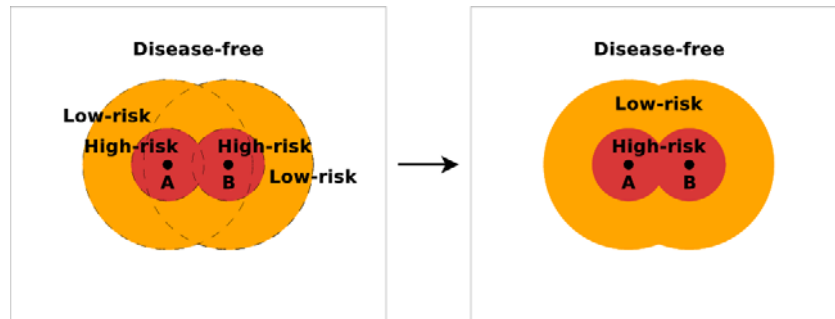 Disease-free
Low-risk
High-risk High-risk
Low-risk
A B
Disease-free
Low-risk
High-risk
A B